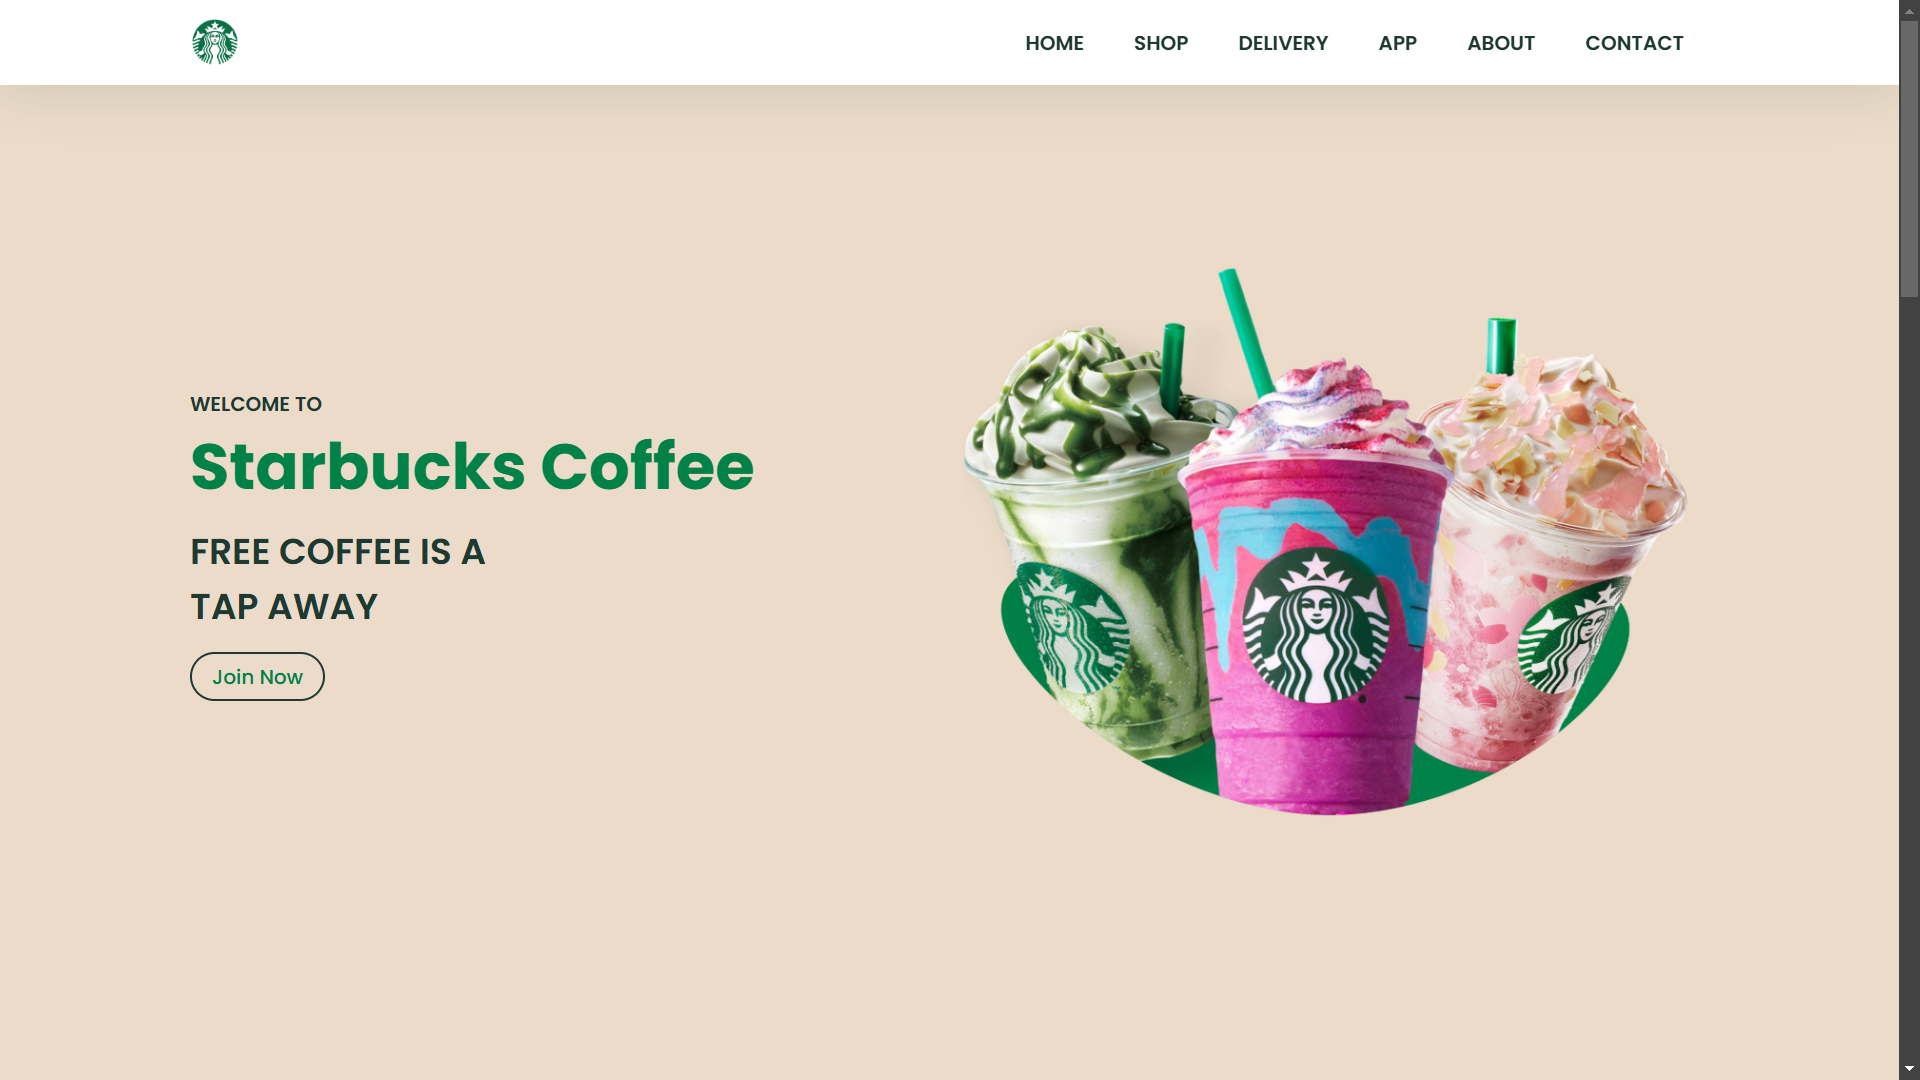 HOME SHOP DELIVERY APP ABOUT CONTACT
WELCOME TO
Starbucks Coffee
FREE COFFEE IS A
TAP AWAY
Join Now